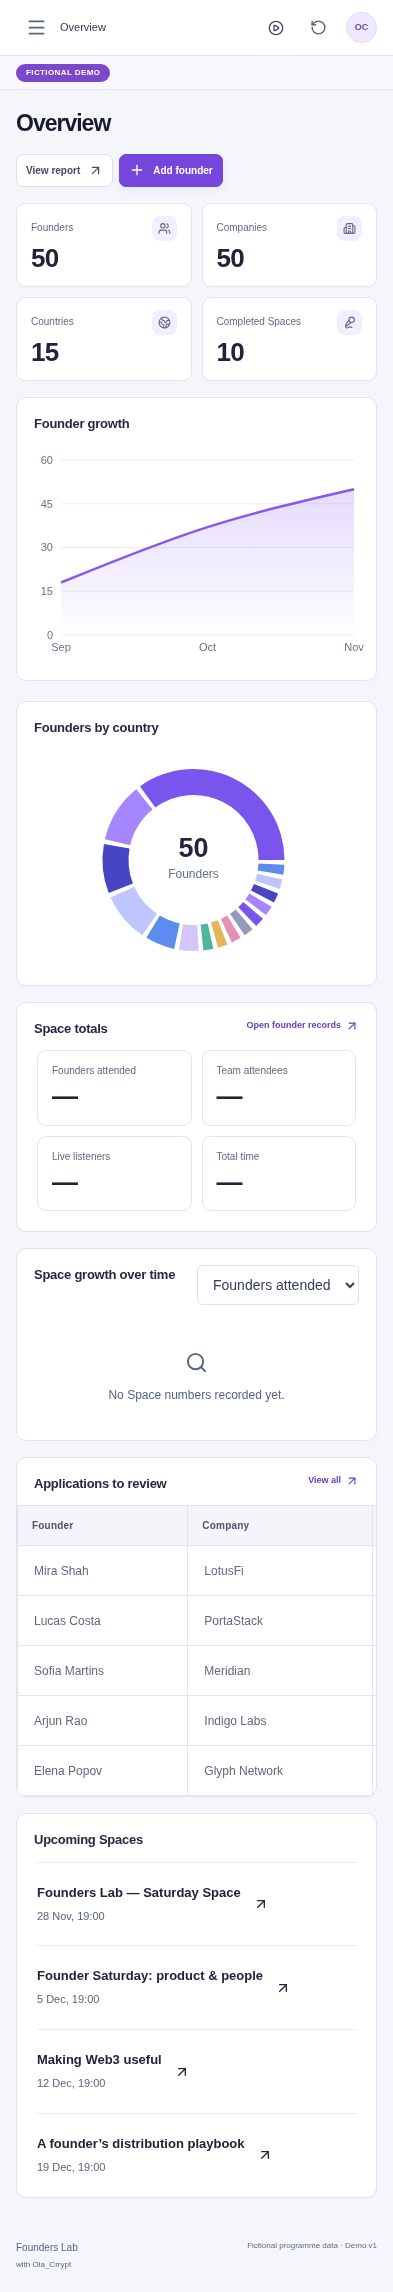 Overview
OC
FICTIONAL DEMO
Overview
View report
Add founder
Founders
50
Companies
50
Countries
15
Completed Spaces
10
Founder growth
60
45
30
15
0
Sep Oct Nov
Founders by country
50
Founders
Space totals
Open founder records
Founders attended
—
Team attendees
—
Live listeners
—
Total time
—
Space growth over time
Founders attended
No Space numbers recorded yet.
Applications to review
View all
Founder Company
Mira Shah LotusFi
Lucas Costa PortaStack
Sofia Martins Meridian
Arjun Rao Indigo Labs
Elena Popov Glyph Network
Upcoming Spaces
Founders Lab — Saturday Space
28 Nov, 19:00
Founder Saturday: product & people
5 Dec, 19:00
Making Web3 useful
12 Dec, 19:00
A founder’s distribution playbook
19 Dec, 19:00
Founders Lab
with Ola_Crrypt
Fictional programme data · Demo v1